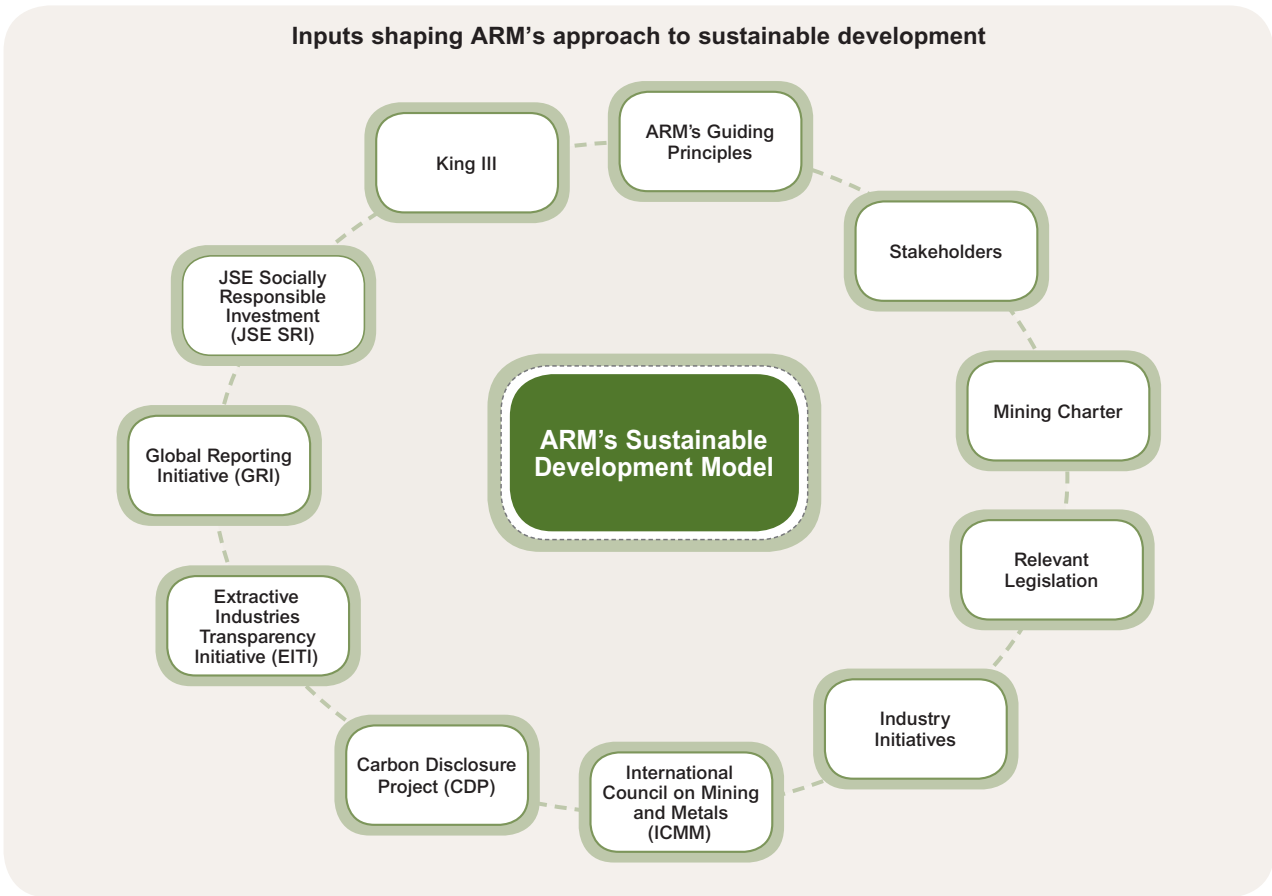 Inputs shaping ARM's approach to sustainable development
King III
ARM's Guiding
Principles
Stakeholders
Mining Charter
Relevant
Legislation
Industry
Initiatives
International
Council on Mining
and Metals
(ICMM)
Carbon Disclosure
Project (CDP)
Extractive
Industries
Transparency
Initiative (EITI)
Global Reporting
Initiative (GRI)
JSE Socially
Responsible
Investment
(JSE SRI)
ARM's Sustainable
Development Model